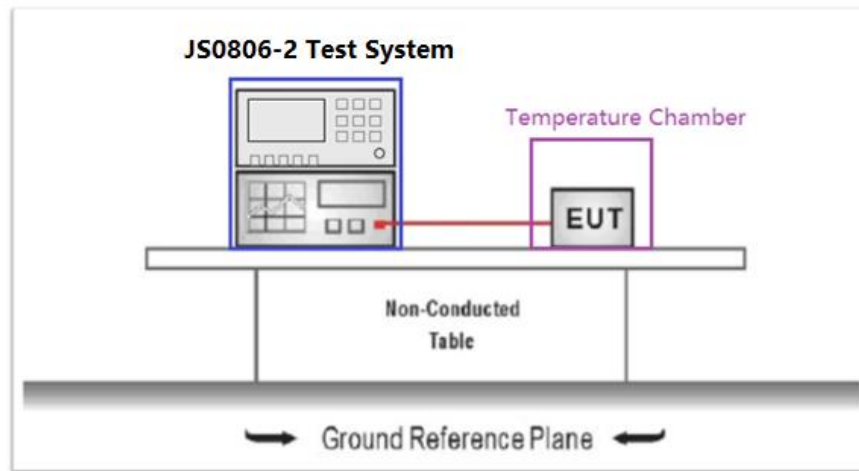 JS0806-2 Test System
Temperature Chamber
EUT
Non-Conducted
Table
Ground Reference Plane